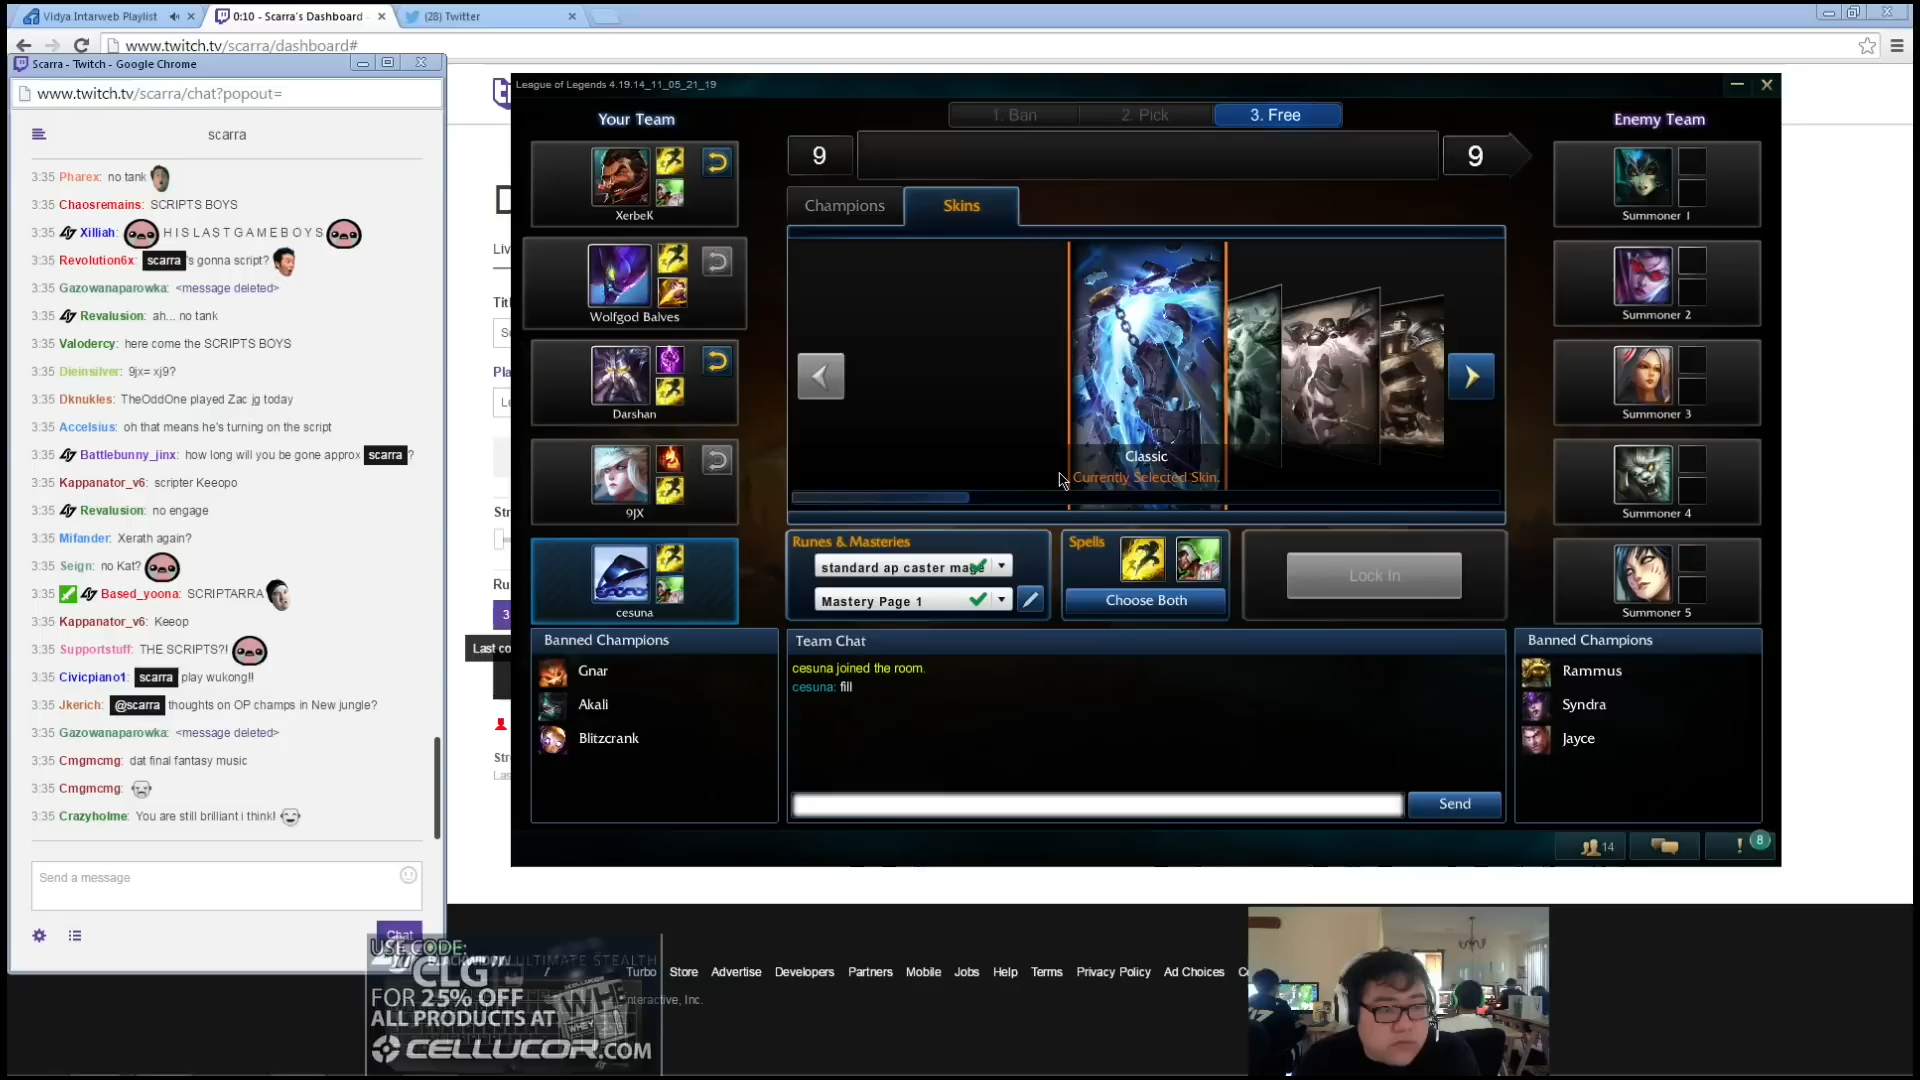 Vidya Intarweb Playlist
0:10 - Scarra's Dashboard
(28) Twitter
www.twitch.tv/scarra/dashboard#
Scarra - Twitch - Google Chrome
www.twitch.tv/scarra/chat?popout=
scarra
3:35 Pharex: no tank
3:35 Chaosremains: SCRIPTS BOYS
3:35 Xilliah: H I S L A S T G A M E B O Y S
3:35 Revolution6x: scarra 's gonna script?
3:35 Gazowanaparowka: <message deleted>
3:35 Revalusion: ah... no tank
3:35 Valodercy: here come the SCRIPTS BOYS
3:35 Dieinsilver: 9jx= xj9?
3:35 Dknukles: TheOddOne played Zac jg today
3:35 Accelsius: oh that means he's turning on the script
3:35 Battlebunny_jinx: how long will you be gone approx scarra ?
3:35 Kappanator_v6: scripter Keeopo
3:35 Revalusion: no engage
3:35 Mifander: Xerath again?
3:35 Seign: no Kat?
3:35 Based_yoona: SCRIPTARRA
3:35 Kappanator_v6: Keeop
3:35 Supportstuff: THE SCRIPTS?!
3:35 Civicpiano1: scarra play wukong!!
3:35 Jkerich: @scarra thoughts on OP champs in New jungle?
3:35 Gazowanaparowka: <message deleted>
3:35 Cmgmcmg: dat final fantasy music
3:35 Cmgmcmg:
3:35 Crazyholme: You are still brilliant i think!
Send a message
Chat
League of Legends 4.19.14_11_05_21_19
Your Team
1. Ban
2. Pick
3. Free
Enemy Team
9
9
XerbeK
Wolfgod Balves
Darshan
9JX
cesuna
Champions
Skins
Classic
Currently Selected Skin.
Summoner 1
Summoner 2
Summoner 3
Summoner 4
Summoner 5
Runes & Masteries
standard ap caster mage
Mastery Page 1
Spells
Choose Both
Lock In
Banned Champions
Gnar
Akali
Blitzcrank
Team Chat
cesuna joined the room.
cesuna: fill
Send
Banned Champions
Rammus
Syndra
Jayce
14
8
Last co
USE CODE:
"CLG"
FOR 25% OFF
ALL PRODUCTS AT
CELLUCOR.COM
BLACKWIDOW ULTIMATE STEALTH
Turbo Store Advertise Developers Partners Mobile Jobs Help Terms Privacy Policy Ad Choices
nteractive, Inc.